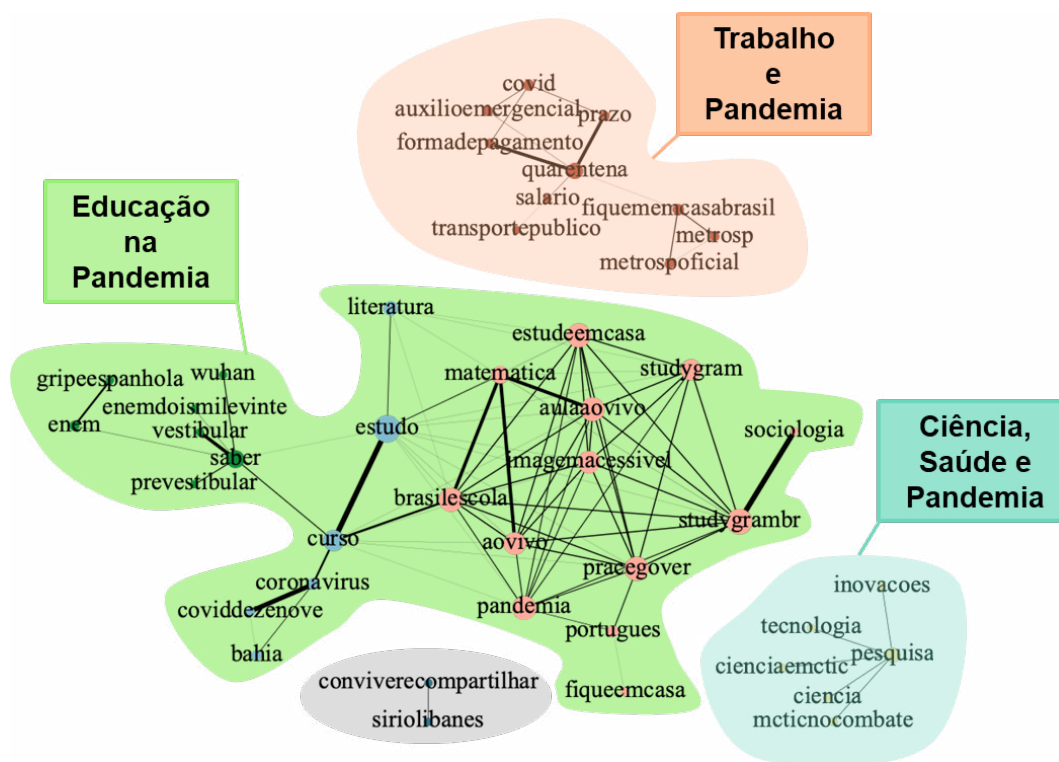 Trabalho
e
Pandemia
covid
auxilioemergencial
prazo
formadepagamento
quarentena
salario
fiquememcasabrasil
transportepublico
metrosp
metrospoficial
Educação
na
Pandemia
literatura
estudeemcasa
wuhan
gripeespanhola
matematica
studygram
enemdoismilevinte
aulaaovivo
enem
vestibular
estudo
sociologia
saber
imagemacessivel
prevestibular
brasilescola
studygrambr
curso
aovivo
pracegover
coronavirus
coviddezenove
pandemia
portugues
bahia
fiqueemcasa
Ciência,
Saúde e
Pandemia
inovacoes
tecnologia
pesquisa
cienciaemctic
ciencia
mcticnocombate
conviverecompartilhar
siriolibanes